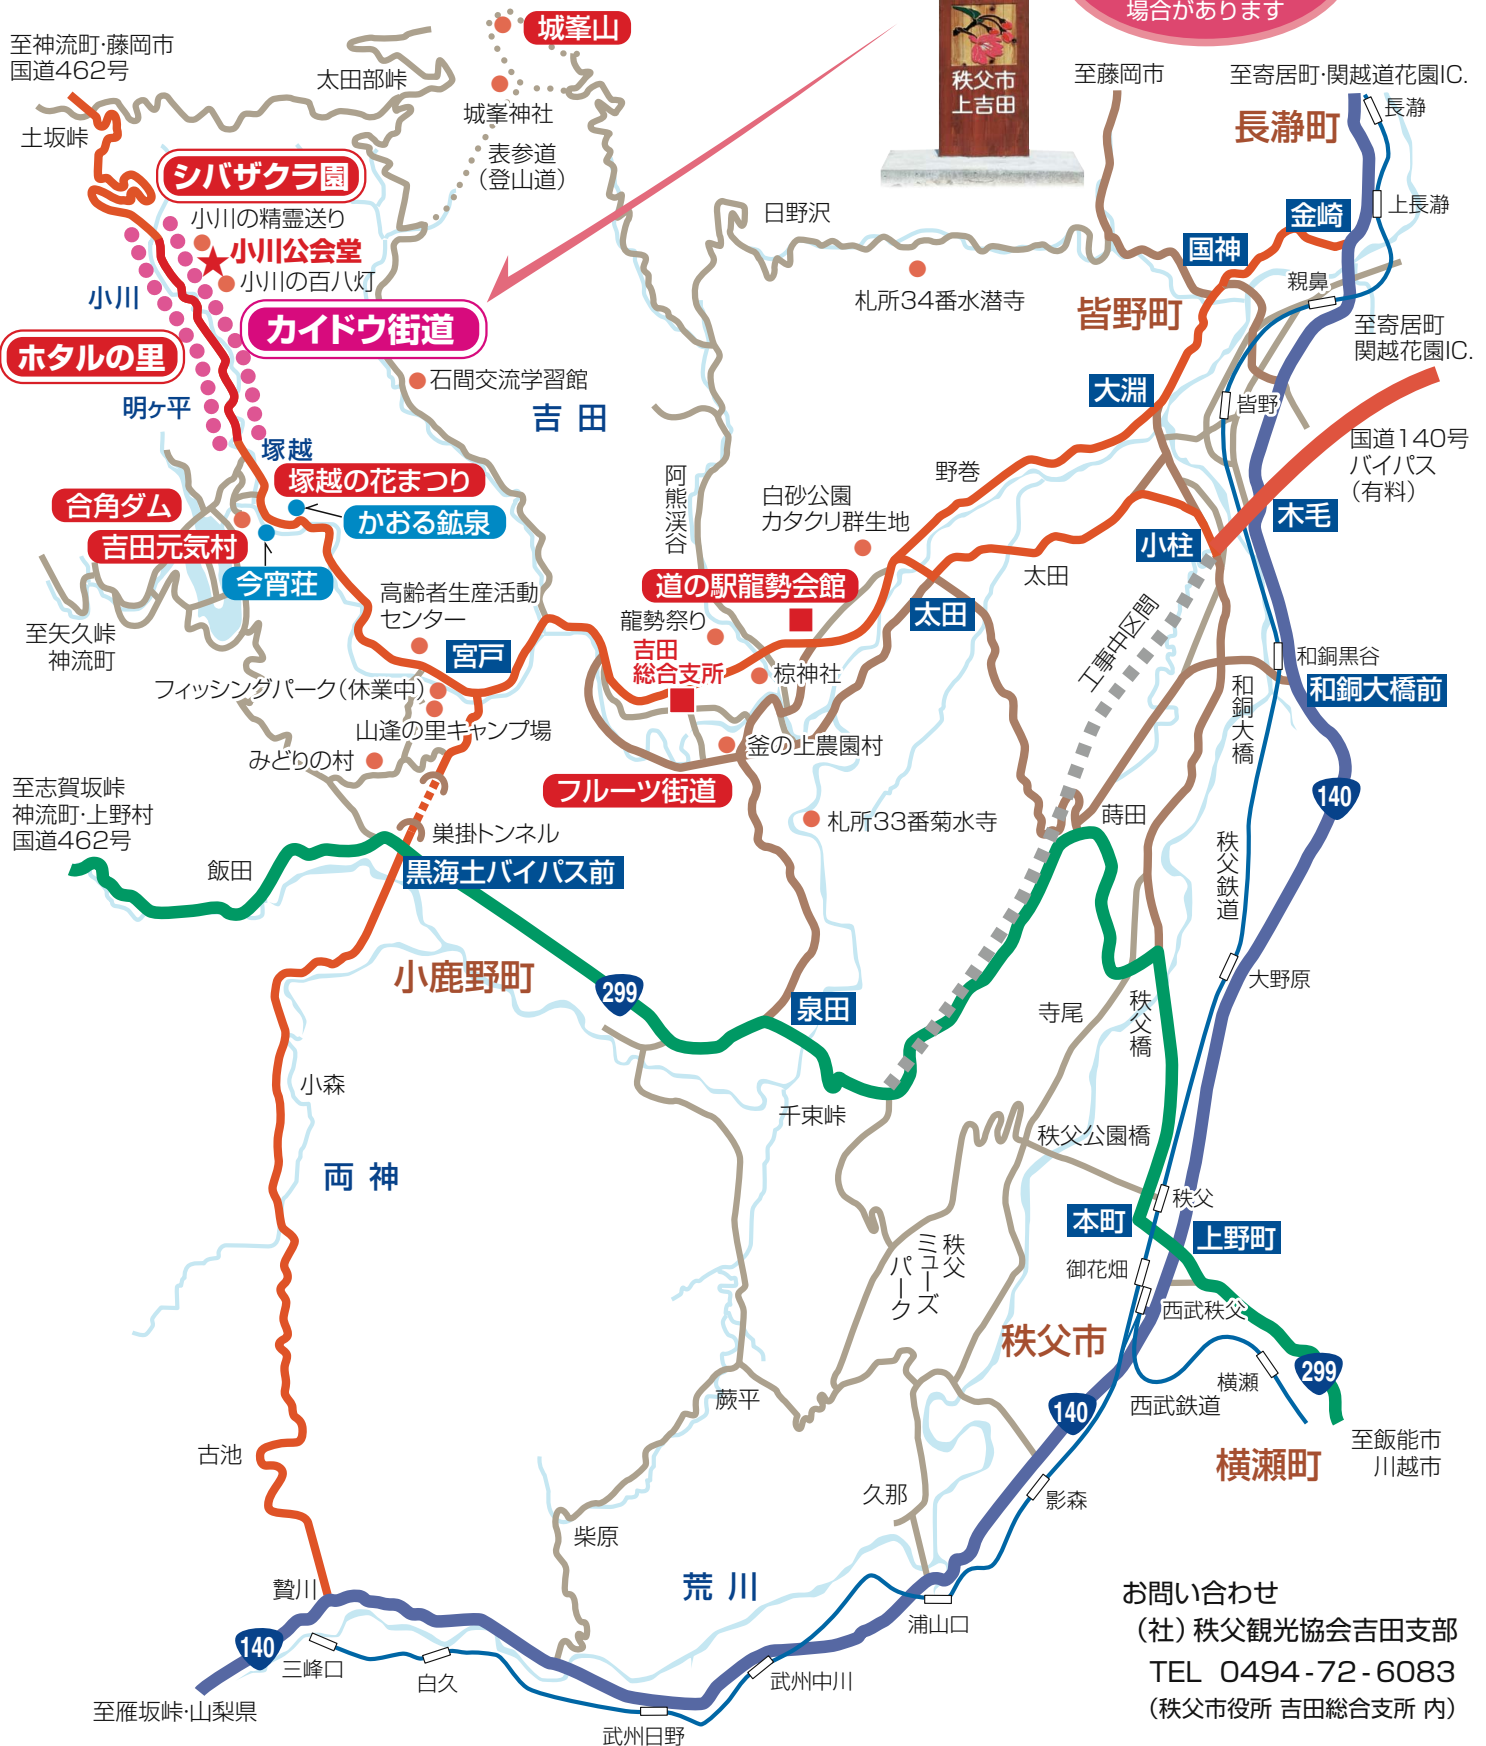 場合があります
秩父市
上吉田
城峯山
至神流町・藤岡市
国道462号
太田部峠
城峯神社
表参道
(登山道)
土坂峠
至藤岡市
至寄居町・関越道花園IC.
長瀞町
長瀞
上長瀞
金崎
国神
親鼻
皆野町
至寄居町
関越花園IC.
日野沢
札所34番水潜寺
シバザクラ園
小川の精霊送り
小川公会堂
小川の百八灯
小川
カイドウ街道
ホタルの里
明ヶ平
石間交流学習館
吉田
塚越
塚越の花まつり
合角ダム
かおる鉱泉
吉田元気村
今宵荘
大淵
皆野
国道140号
バイパス
(有料)
野巻
阿熊渓谷
白砂公園
カタクリ群生地
木毛
小柱
太田
道の駅龍勢会館
太田
高齢者生産活動
センター
龍勢祭り
吉田
総合支所
宮戸
椋神社
工事中区間
至矢久峠
神流町
和銅黒谷
和銅大橋前
和銅大橋
フィッシングパーク(休業中)
山逢の里キャンプ場
みどりの村
釜の上農園村
フルーツ街道
至志賀坂峠
神流町・上野村
国道462号
140
札所33番菊水寺
蒔田
巣掛トンネル
飯田
黒海土バイパス前
秩父鉄道
小鹿野町
299
泉田
大野原
寺尾
秩父橋
小森
千束峠
秩父公園橋
両神
秩父
本町
上野町
秩父
ミューズ
パーク
御花畑
西武秩父
秩父市
299
横瀬
西武鉄道
140
蕨平
横瀬町
至飯能市
川越市
古池
久那
影森
柴原
贄川
荒川
浦山口
140
三峰口
白久
武州中川
至雁坂峠・山梨県
武州日野
お問い合わせ
(社)秩父観光協会吉田支部
TEL 0494-72-6083
(秩父市役所 吉田総合支所 内)